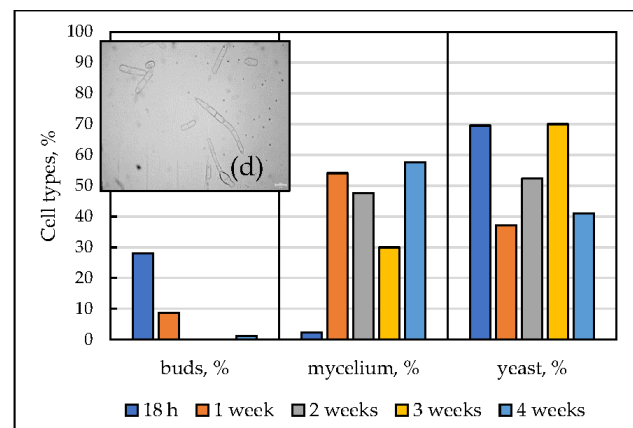 Cell types, %
100
90
80
70
60
50
40
30
20
10
0
(d)
buds, %
mycelium, %
yeast, %
18 h
1 week
2 weeks
3 weeks
4 weeks